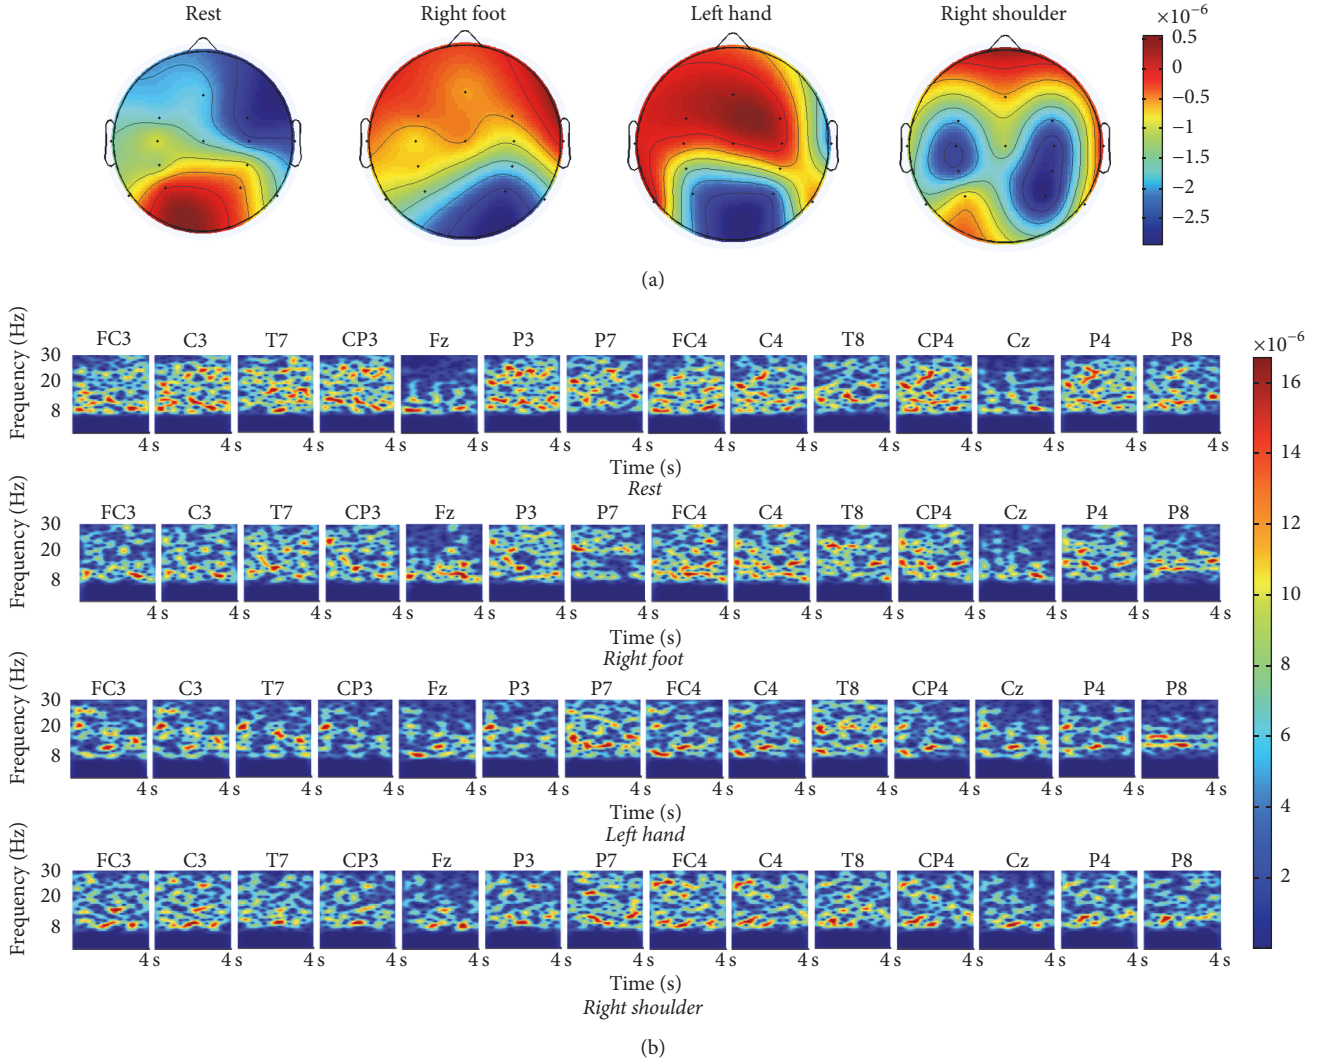 Rest Right foot Left hand Right shoulder
×10⁻⁶
0.5
0
−0.5
−1
−1.5
−2
−2.5
(a)
FC3 C3 T7 CP3 Fz P3 P7 FC4 C4 T8 CP4 Cz P4 P8
Frequency (Hz)
30
20
8
4 s 4 s 4 s 4 s 4 s 4 s 4 s 4 s 4 s 4 s 4 s 4 s 4 s 4 s
Time (s)
Rest
FC3 C3 T7 CP3 Fz P3 P7 FC4 C4 T8 CP4 Cz P4 P8
Frequency (Hz)
30
20
8
4 s 4 s 4 s 4 s 4 s 4 s 4 s 4 s 4 s 4 s 4 s 4 s 4 s 4 s
Time (s)
Right foot
FC3 C3 T7 CP3 Fz P3 P7 FC4 C4 T8 CP4 Cz P4 P8
Frequency (Hz)
30
20
8
4 s 4 s 4 s 4 s 4 s 4 s 4 s 4 s 4 s 4 s 4 s 4 s 4 s 4 s
Time (s)
Left hand
FC3 C3 T7 CP3 Fz P3 P7 FC4 C4 T8 CP4 Cz P4 P8
Frequency (Hz)
30
20
8
4 s 4 s 4 s 4 s 4 s 4 s 4 s 4 s 4 s 4 s 4 s 4 s 4 s 4 s
Time (s)
Right shoulder
×10⁻⁶
16
14
12
10
8
6
4
2
(b)